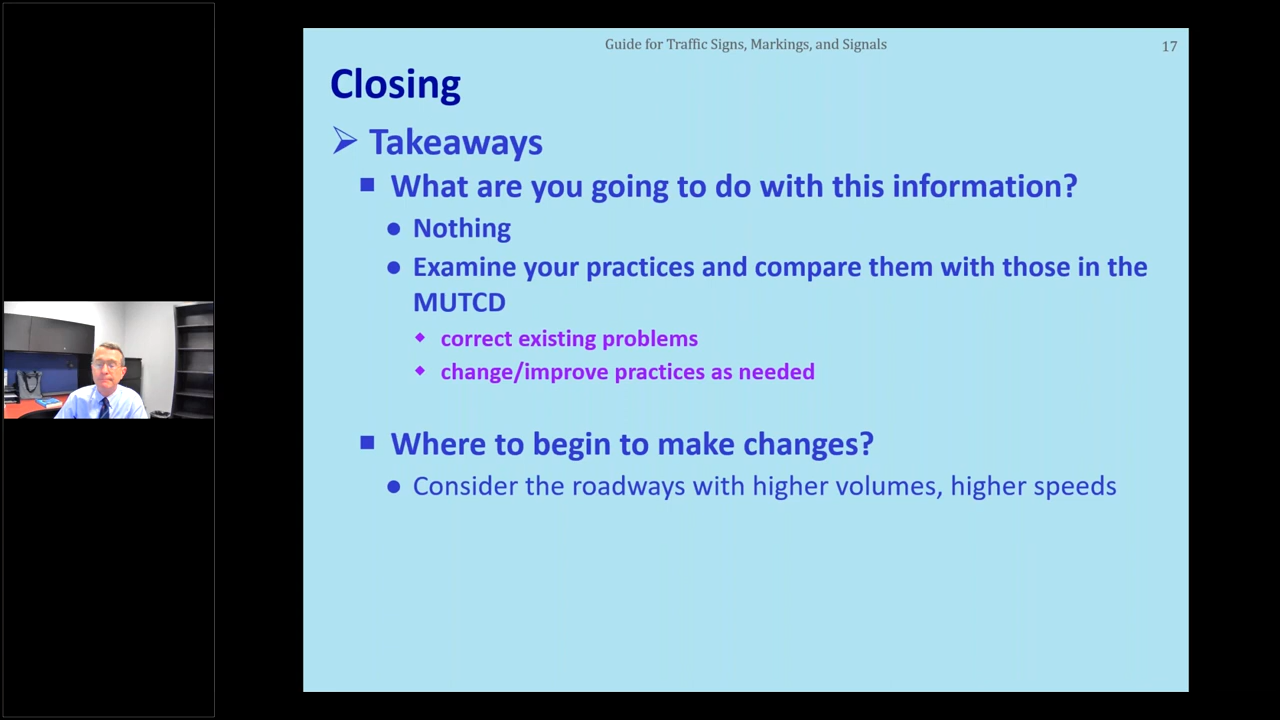 Guide for Traffic Signs, Markings, and Signals
17
Closing
Takeaways
What are you going to do with this information?
Nothing
Examine your practices and compare them with those in the
MUTCD
correct existing problems
change/improve practices as needed
Where to begin to make changes?
Consider the roadways with higher volumes, higher speeds